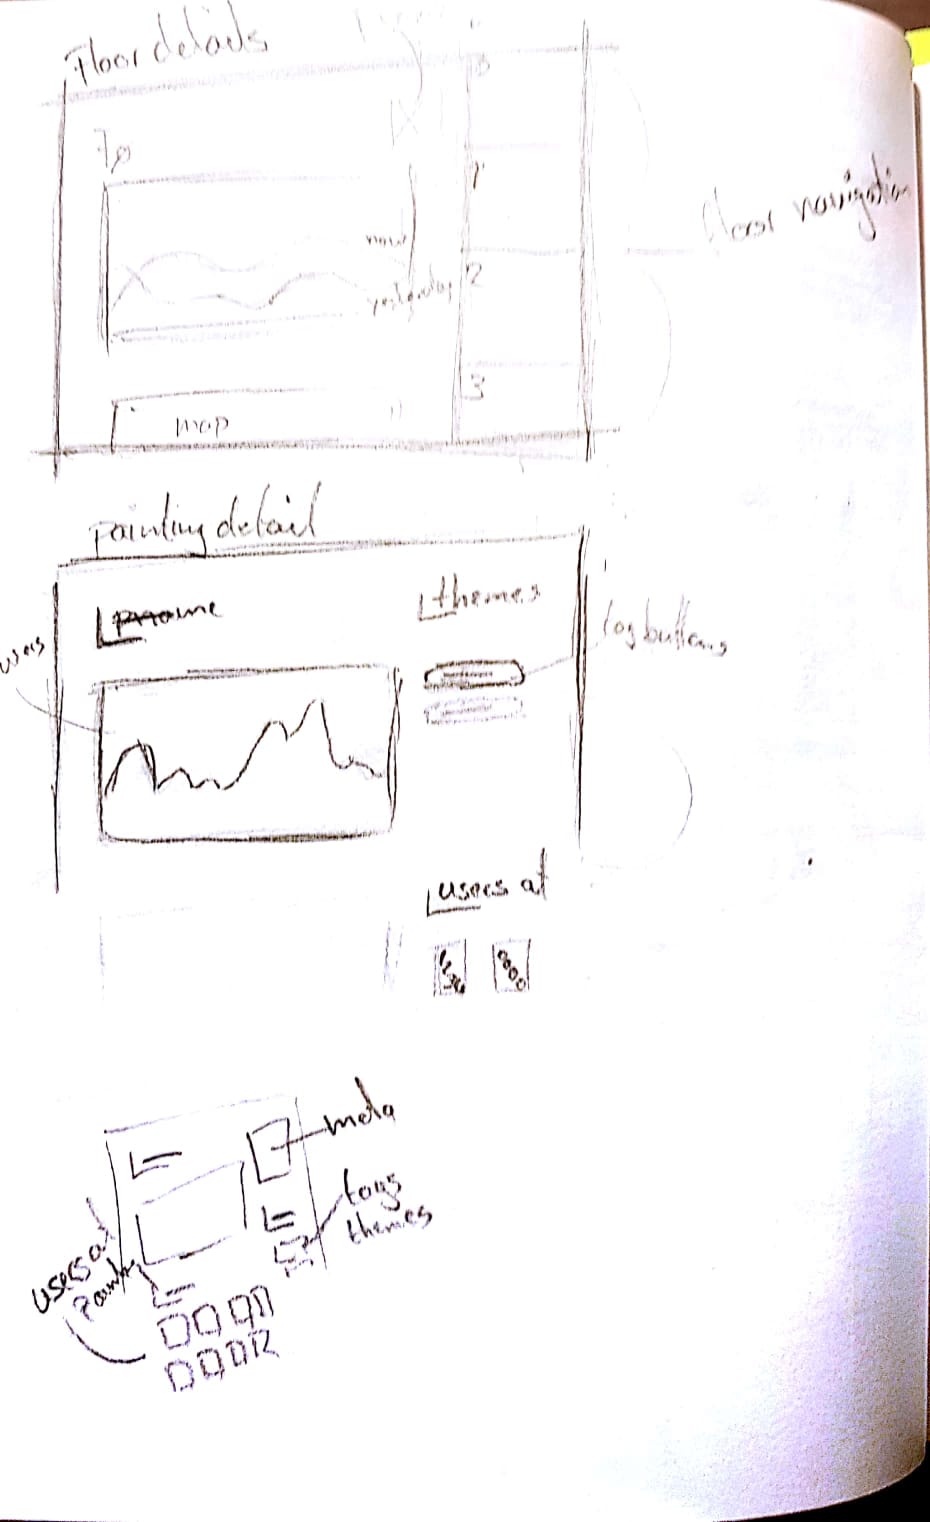 Floor details
now
yesterday
1
2
3
map
floor navigation
painting detail
name
themes
users
tag buttons
users at
meta
tags
themes
users at
painting